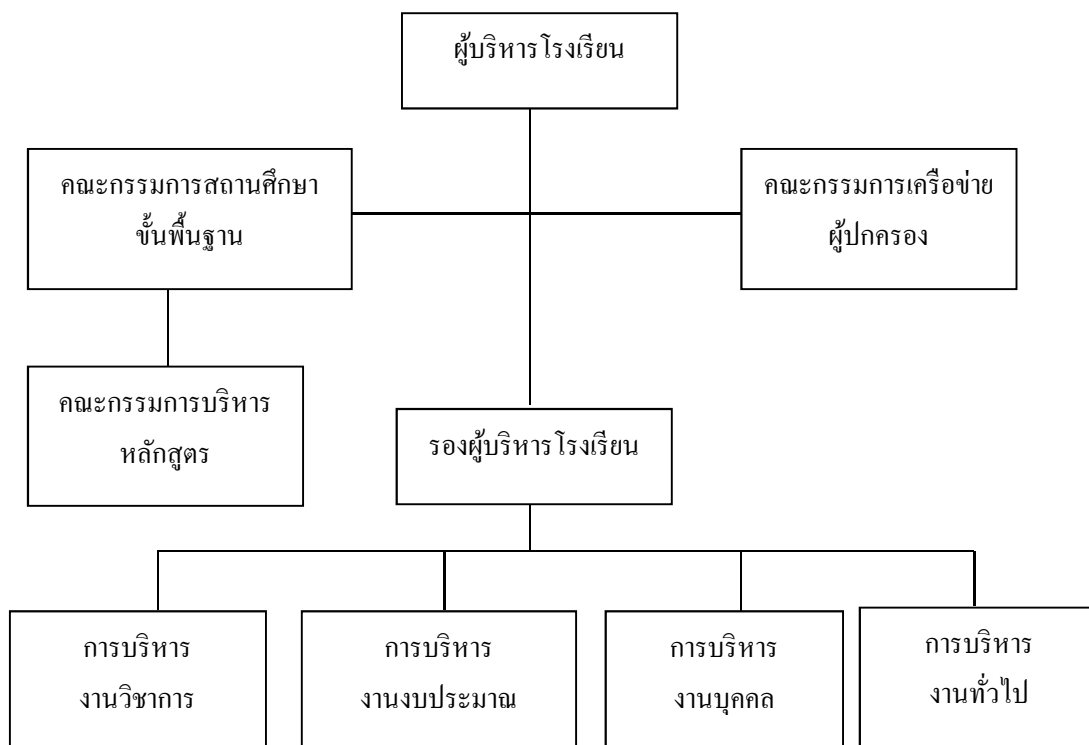 ผู้บริหารโรงเรียน
คณะกรรมการสถานศึกษา
ขั้นพื้นฐาน
คณะกรรมการเครือข่าย
ผู้ปกครอง
คณะกรรมการบริหาร
หลักสูตร
รองผู้บริหารโรงเรียน
การบริหาร
งานวิชาการ
การบริหาร
งานงบประมาณ
การบริหาร
งานบุคคล
การบริหาร
งานทั่วไป